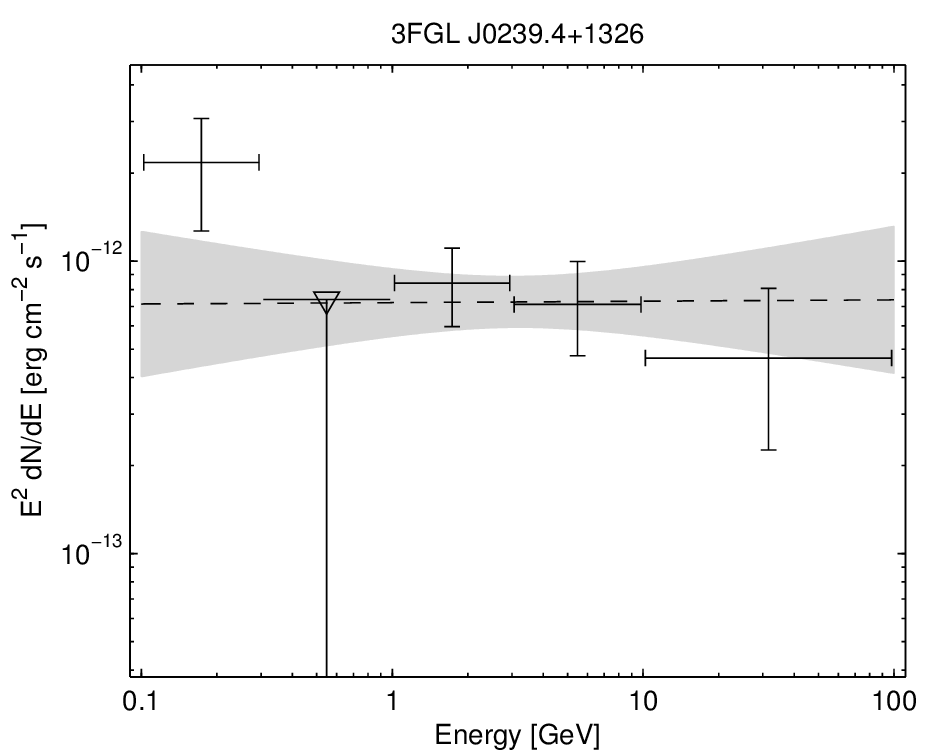 3FGL J0239.4+1326
E² dN/dE [erg cm⁻² s⁻¹]
10⁻¹²
10⁻¹³
0.1 1 10 100
Energy [GeV]